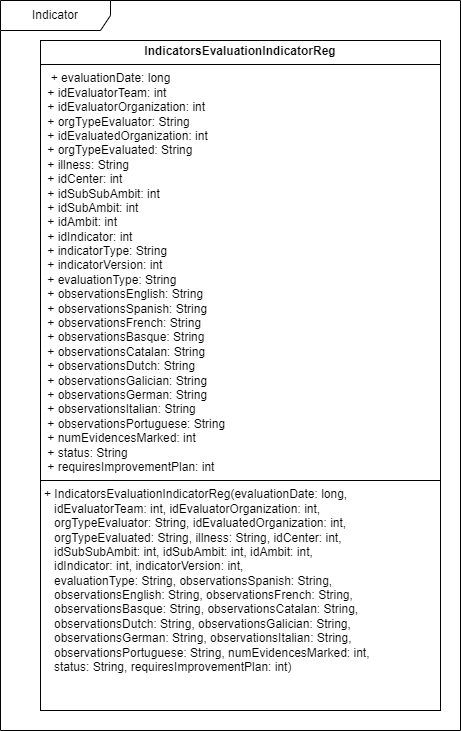 Indicator
IndicatorsEvaluationIndicatorReg
+ evaluationDate: long
+ idEvaluatorTeam: int
+ idEvaluatorOrganization: int
+ orgTypeEvaluator: String
+ idEvaluatedOrganization: int
+ orgTypeEvaluated: String
+ illness: String
+ idCenter: int
+ idSubSubAmbit: int
+ idSubAmbit: int
+ idAmbit: int
+ idIndicator: int
+ indicatorType: String
+ indicatorVersion: int
+ evaluationType: String
+ observationsEnglish: String
+ observationsSpanish: String
+ observationsFrench: String
+ observationsBasque: String
+ observationsCatalan: String
+ observationsDutch: String
+ observationsGalician: String
+ observationsGerman: String
+ observationsItalian: String
+ observationsPortuguese: String
+ numEvidencesMarked: int
+ status: String
+ requiresImprovementPlan: int
+ IndicatorsEvaluationIndicatorReg(evaluationDate: long,
idEvaluatorTeam: int, idEvaluatorOrganization: int,
orgTypeEvaluator: String, idEvaluatedOrganization: int,
orgTypeEvaluated: String, illness: String, idCenter: int,
idSubSubAmbit: int, idSubAmbit: int, idAmbit: int,
idIndicator: int, indicatorVersion: int,
evaluationType: String, observationsSpanish: String,
observationsEnglish: String, observationsFrench: String,
observationsBasque: String, observationsCatalan: String,
observationsDutch: String, observationsGalician: String,
observationsGerman: String, observationsItalian: String,
observationsPortuguese: String, numEvidencesMarked: int,
status: String, requiresImprovementPlan: int)